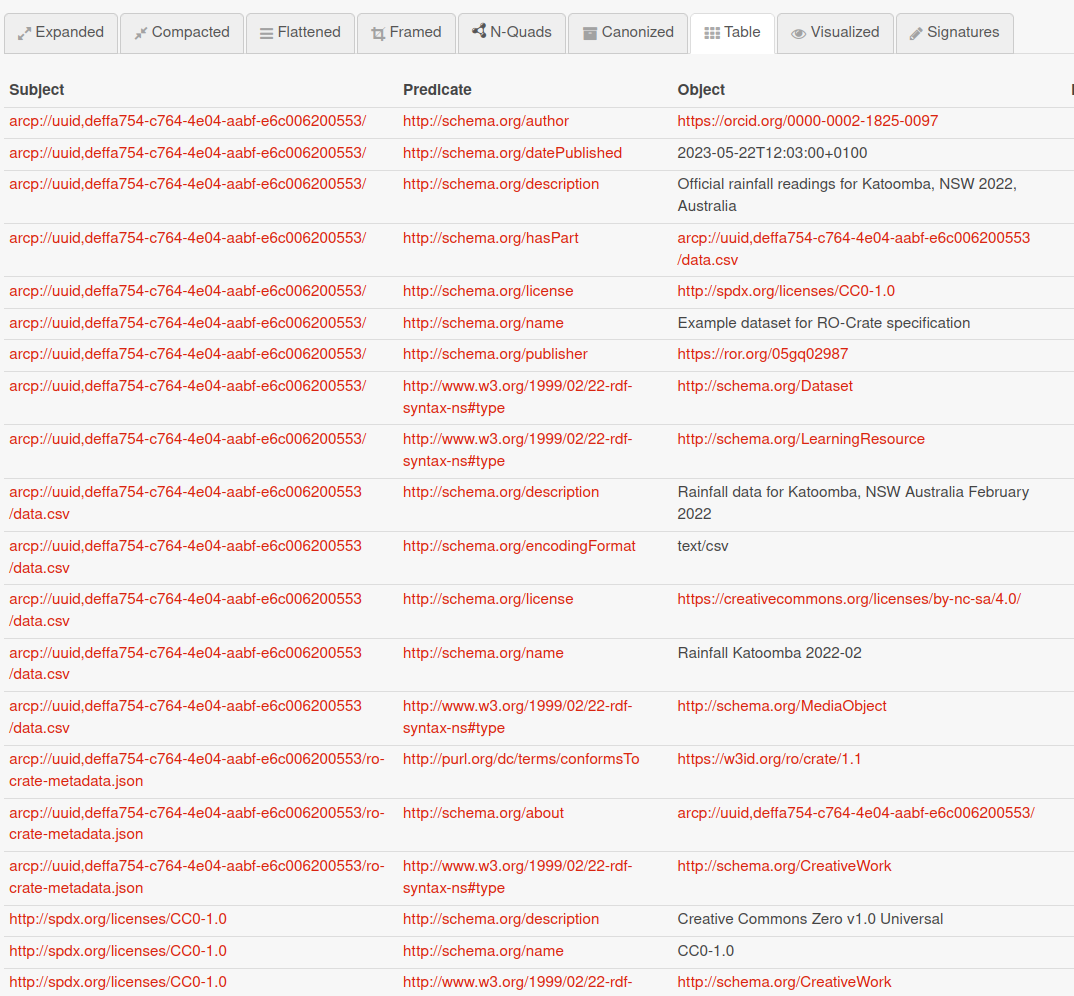 Expanded Compacted Flattened Framed N-Quads Canonized Table Visualized Signatures
Subject Predicate Object
arcp://uuid,deffa754-c764-4e04-aabf-e6c006200553/ http://schema.org/author https://orcid.org/0000-0002-1825-0097
arcp://uuid,deffa754-c764-4e04-aabf-e6c006200553/ http://schema.org/datePublished 2023-05-22T12:03:00+0100
arcp://uuid,deffa754-c764-4e04-aabf-e6c006200553/ http://schema.org/description Official rainfall readings for Katoomba, NSW 2022,
Australia
arcp://uuid,deffa754-c764-4e04-aabf-e6c006200553/ http://schema.org/hasPart arcp://uuid,deffa754-c764-4e04-aabf-e6c006200553
/data.csv
arcp://uuid,deffa754-c764-4e04-aabf-e6c006200553/ http://schema.org/license http://spdx.org/licenses/CC0-1.0
arcp://uuid,deffa754-c764-4e04-aabf-e6c006200553/ http://schema.org/name Example dataset for RO-Crate specification
arcp://uuid,deffa754-c764-4e04-aabf-e6c006200553/ http://schema.org/publisher https://ror.org/05gq02987
arcp://uuid,deffa754-c764-4e04-aabf-e6c006200553/ http://www.w3.org/1999/02/22-rdf- http://schema.org/Dataset
syntax-ns#type
arcp://uuid,deffa754-c764-4e04-aabf-e6c006200553/ http://www.w3.org/1999/02/22-rdf- http://schema.org/LearningResource
syntax-ns#type
arcp://uuid,deffa754-c764-4e04-aabf-e6c006200553 http://schema.org/description Rainfall data for Katoomba, NSW Australia February
/data.csv 2022
arcp://uuid,deffa754-c764-4e04-aabf-e6c006200553 http://schema.org/encodingFormat text/csv
/data.csv
arcp://uuid,deffa754-c764-4e04-aabf-e6c006200553 http://schema.org/license https://creativecommons.org/licenses/by-nc-sa/4.0/
/data.csv
arcp://uuid,deffa754-c764-4e04-aabf-e6c006200553 http://schema.org/name Rainfall Katoomba 2022-02
/data.csv
arcp://uuid,deffa754-c764-4e04-aabf-e6c006200553 http://www.w3.org/1999/02/22-rdf- http://schema.org/MediaObject
/data.csv syntax-ns#type
arcp://uuid,deffa754-c764-4e04-aabf-e6c006200553/ro- http://purl.org/dc/terms/conformsTo https://w3id.org/ro/crate/1.1
crate-metadata.json
arcp://uuid,deffa754-c764-4e04-aabf-e6c006200553/ro- http://schema.org/about arcp://uuid,deffa754-c764-4e04-aabf-e6c006200553/
crate-metadata.json
arcp://uuid,deffa754-c764-4e04-aabf-e6c006200553/ro- http://www.w3.org/1999/02/22-rdf- http://schema.org/CreativeWork
crate-metadata.json syntax-ns#type
http://spdx.org/licenses/CC0-1.0 http://schema.org/description Creative Commons Zero v1.0 Universal
http://spdx.org/licenses/CC0-1.0 http://schema.org/name CC0-1.0
http://spdx.org/licenses/CC0-1.0 http://www.w3.org/1999/02/22-rdf- http://schema.org/CreativeWork